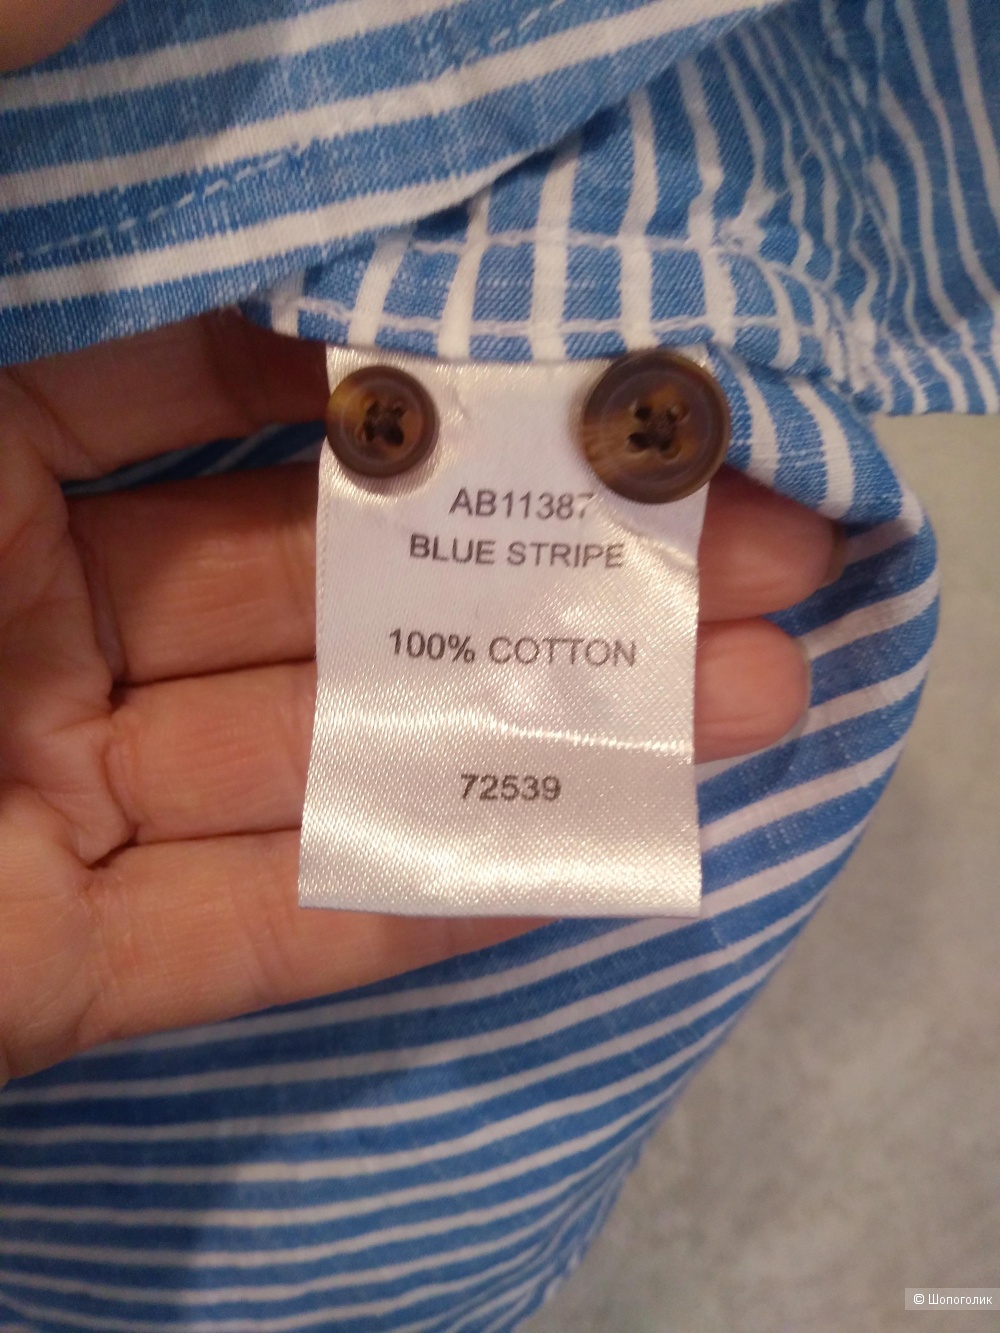 AB11387
BLUE STRIPE
100% COTTON
72539
© Шопоголик